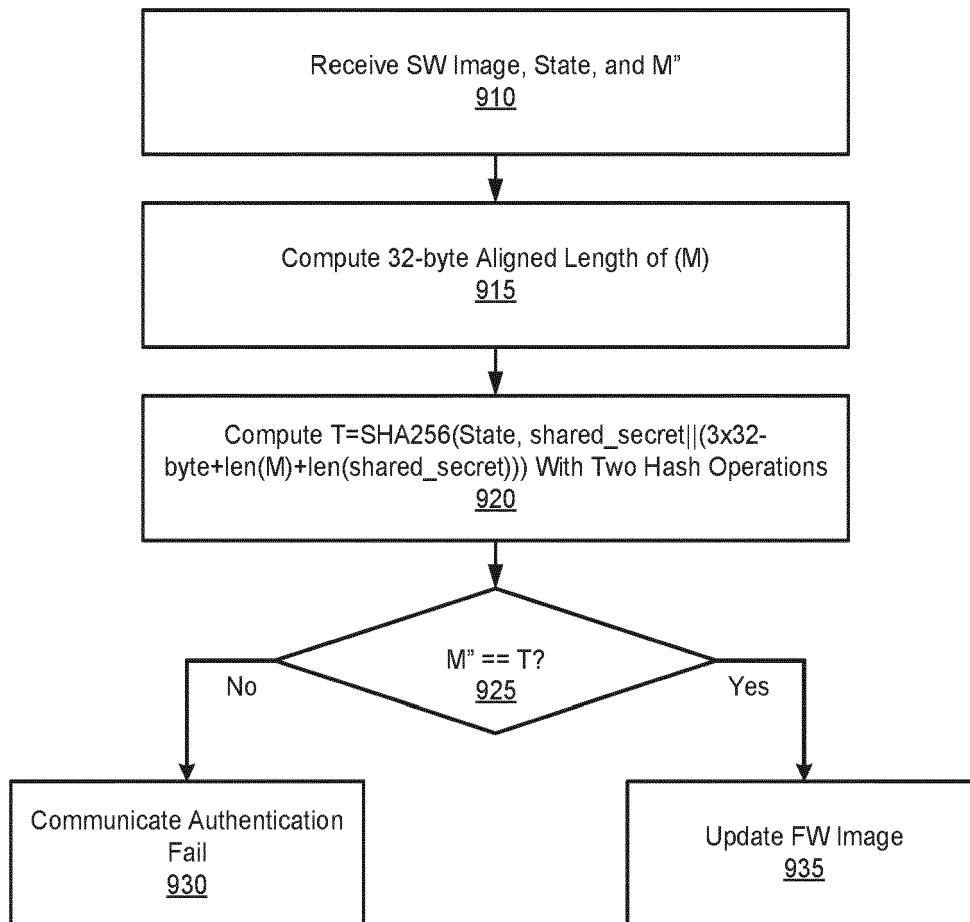 Receive SW Image, State, and M”
910
Compute 32-byte Aligned Length of (M)
915
Compute T=SHA256(State, shared_secret||(3x32-
byte+len(M)+len(shared_secret))) With Two Hash Operations
920
M” == T?
925
No
Yes
Communicate Authentication
Fail
930
Update FW Image
935